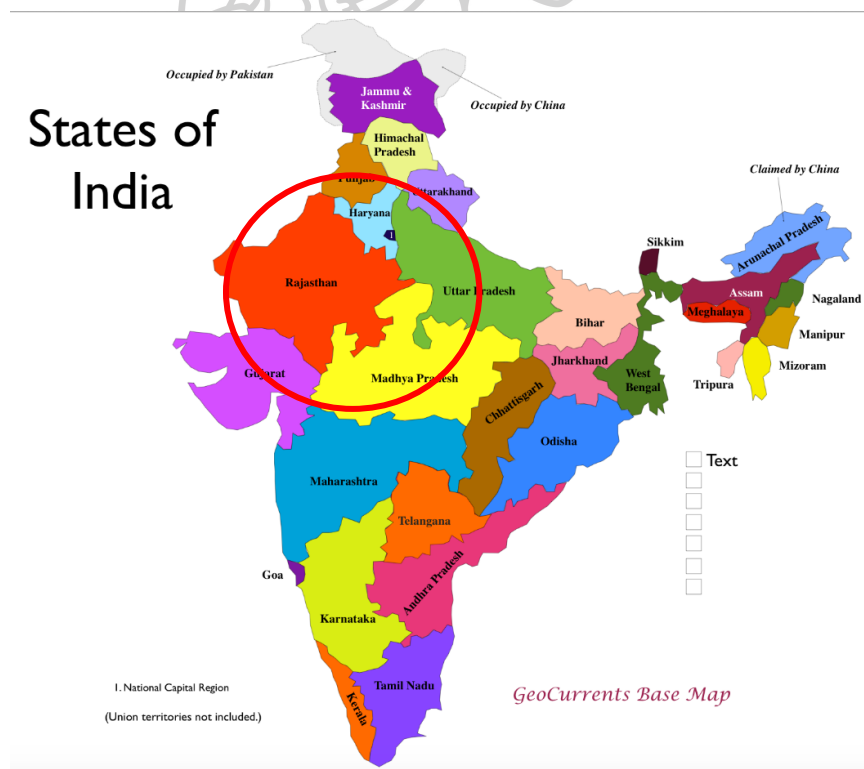 Occupied by Pakistan
Jammu &
Kashmir
Occupied by China
States of
India
Himachal
Pradesh
Punjab
Uttarakhand
Claimed by China
Haryana
1
Arunachal Pradesh
Sikkim
Rajasthan
Uttar Pradesh
Assam
Nagaland
Meghalaya
Bihar
Manipur
Jharkhand
Gujarat
Madhya Pradesh
West
Bengal
Mizoram
Tripura
Chhattisgarh
Odisha
Text
Maharashtra
Telangana
Goa
Andhra Pradesh
Karnataka
1. National Capital Region
Tamil Nadu
GeoCurrents Base Map
Kerala
(Union territories not included.)